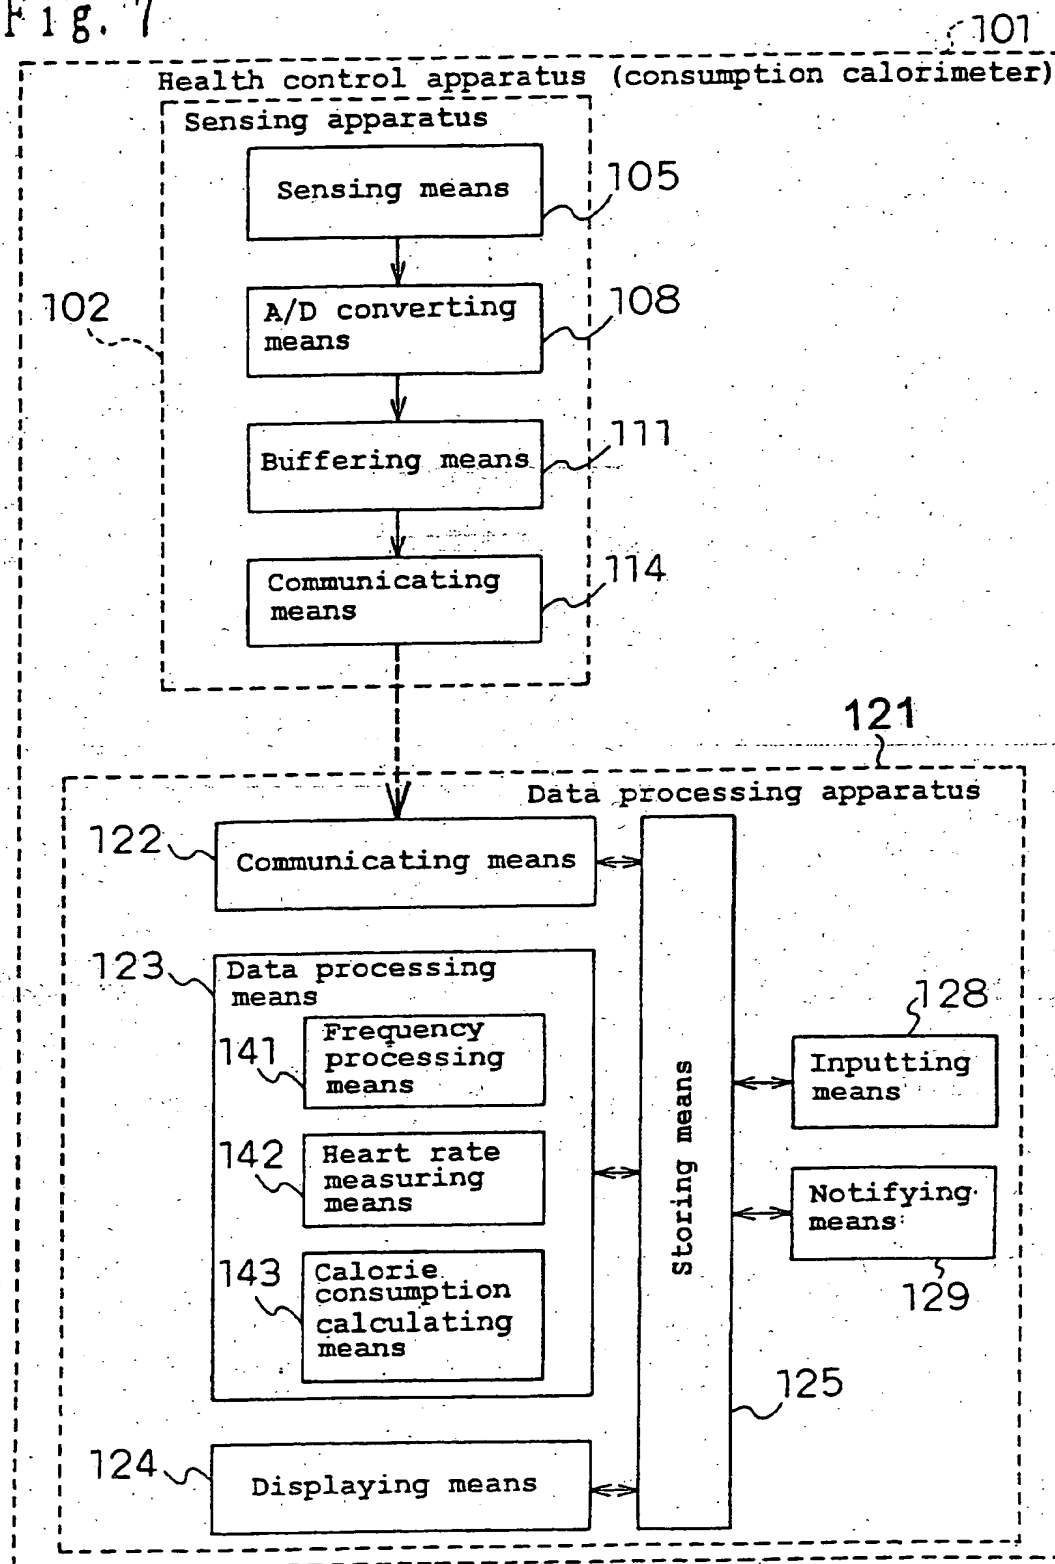 Fig. 7
101
Health control apparatus (consumption calorimeter)
Sensing apparatus
Sensing means
105
102
A/D converting
means
108
Buffering means
111
Communicating
means
114
121
Data processing apparatus
122
Communicating means
123
Data processing
means
128
141
Frequency
processing
means
Inputting
means
142
Heart rate
measuring
means
Storing means
Notifying
means
129
143
Calorie
consumption
calculating
means
125
124
Displaying means